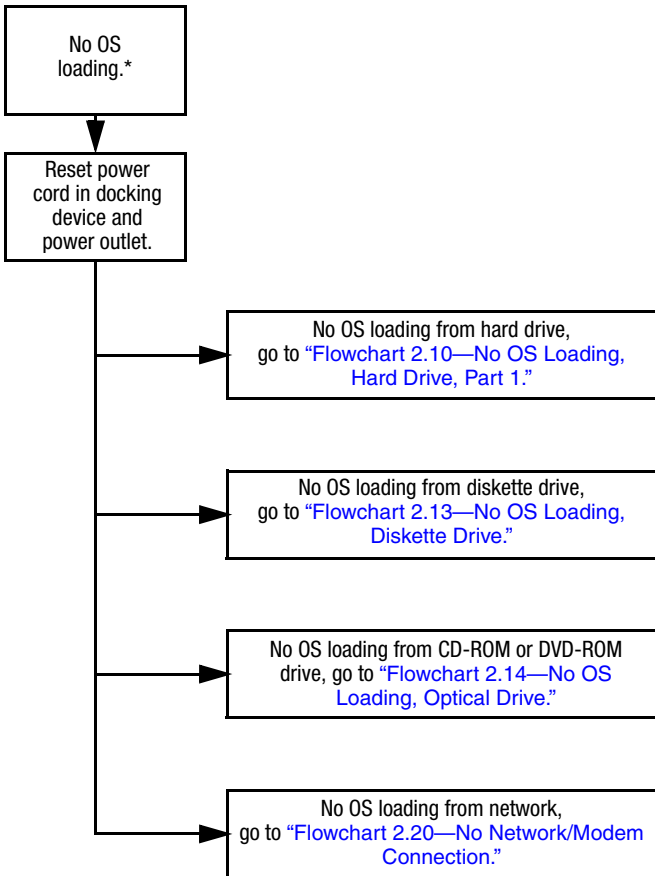 No OS
loading.*
Reset power
cord in docking
device and
power outlet.
No OS loading from hard drive,
go to “Flowchart 2.10—No OS Loading,
Hard Drive, Part 1.”
No OS loading from diskette drive,
go to “Flowchart 2.13—No OS Loading,
Diskette Drive.”
No OS loading from CD-ROM or DVD-ROM
drive, go to “Flowchart 2.14—No OS
Loading, Optical Drive.”
No OS loading from network,
go to “Flowchart 2.20—No Network/Modem
Connection.”